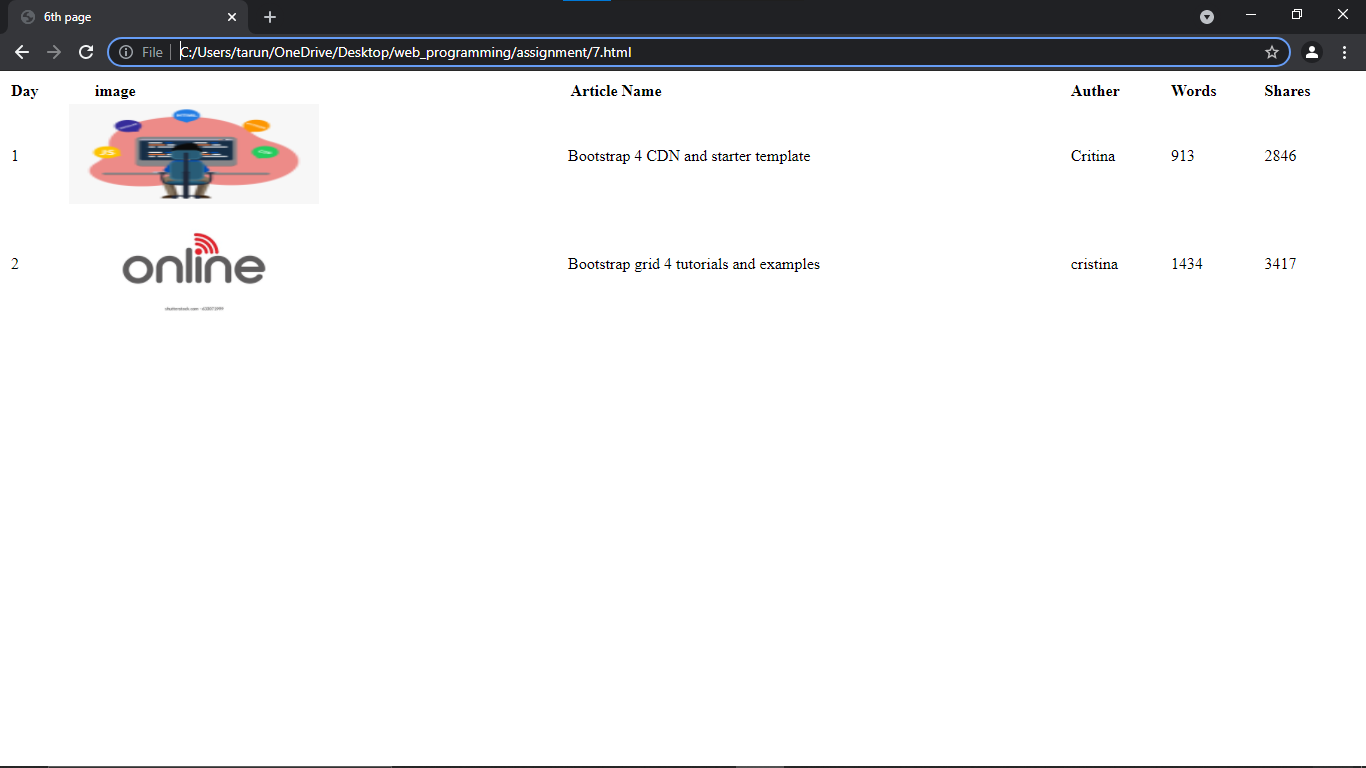 6th page
File C:/Users/tarun/OneDrive/Desktop/web_programming/assignment/7.html
Day image Article Name Auther Words Shares
JS
1 Bootstrap 4 CDN and starter template Critina 913 2846
online
2 Bootstrap grid 4 tutorials and examples cristina 1434 3417